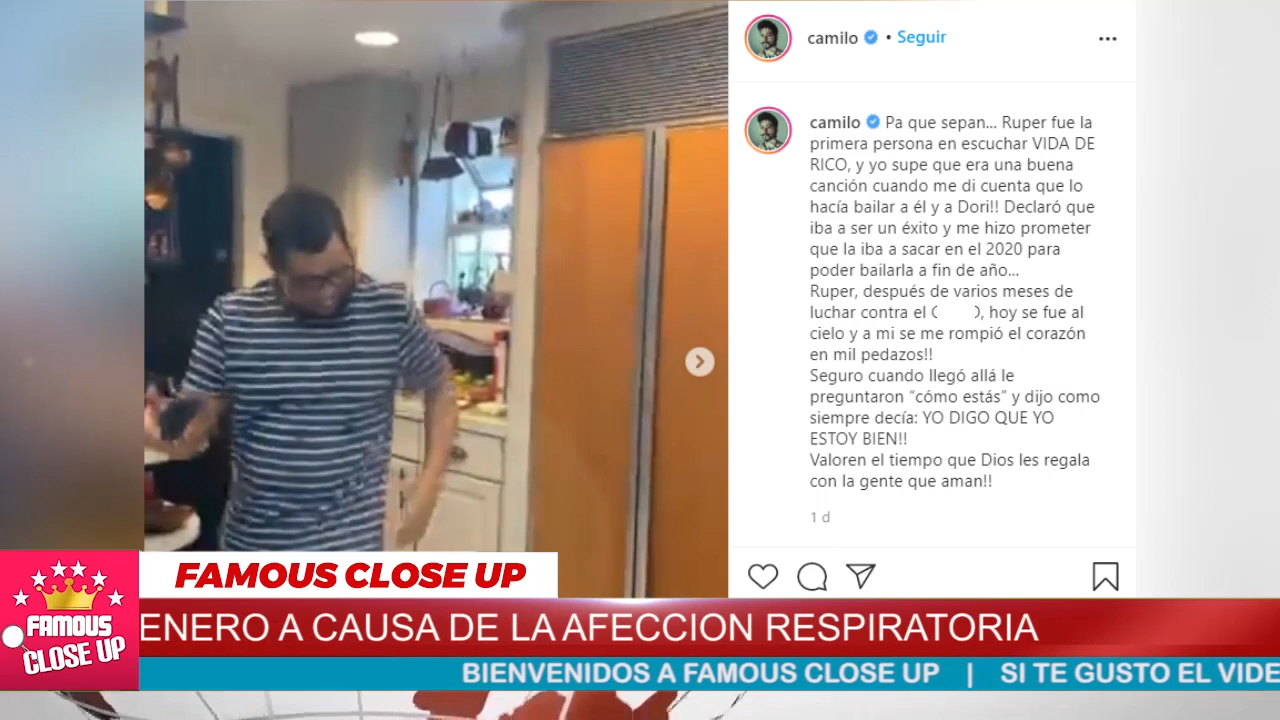 camilo • Seguir
camilo Pa que sepan... Ruper fue la
primera persona en escuchar VIDA DE
RICO, y yo supe que era una buena
canción cuando me di cuenta que lo
hacía bailar a él y a Dori!! Declaró que
iba a ser un éxito y me hizo prometer
que la iba a sacar en el 2020 para
poder bailarla a fin de año...
Ruper, después de varios meses de
luchar contra el , hoy se fue al
cielo y a mi se me rompió el corazón
en mil pedazos!!
Seguro cuando llegó allá le
preguntaron “cómo estás” y dijo como
siempre decía: YO DIGO QUE YO
ESTOY BIEN!!
Valoren el tiempo que Dios les regala
con la gente que aman!!
1 d
FAMOUS CLOSE UP
ENERO A CAUSA DE LA AFECCION RESPIRATORIA
FAMOUS
CLOSE UP
BIENVENIDOS A FAMOUS CLOSE UP | SI TE GUSTO EL VIDE